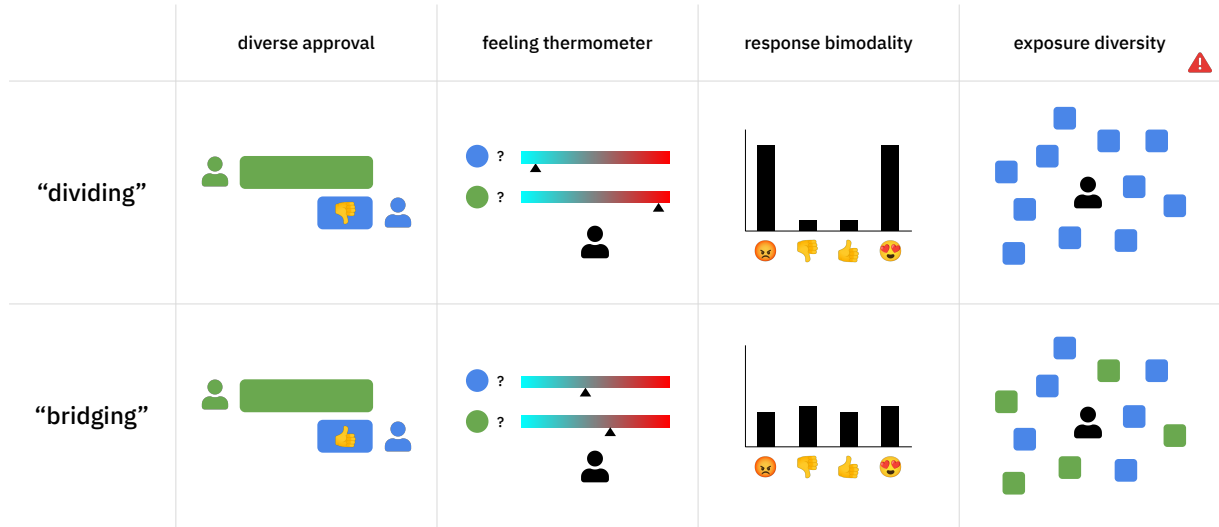 diverse approval
feeling thermometer
response bimodality
exposure diversity
!
“dividing”
?
?
“bridging”
?
?